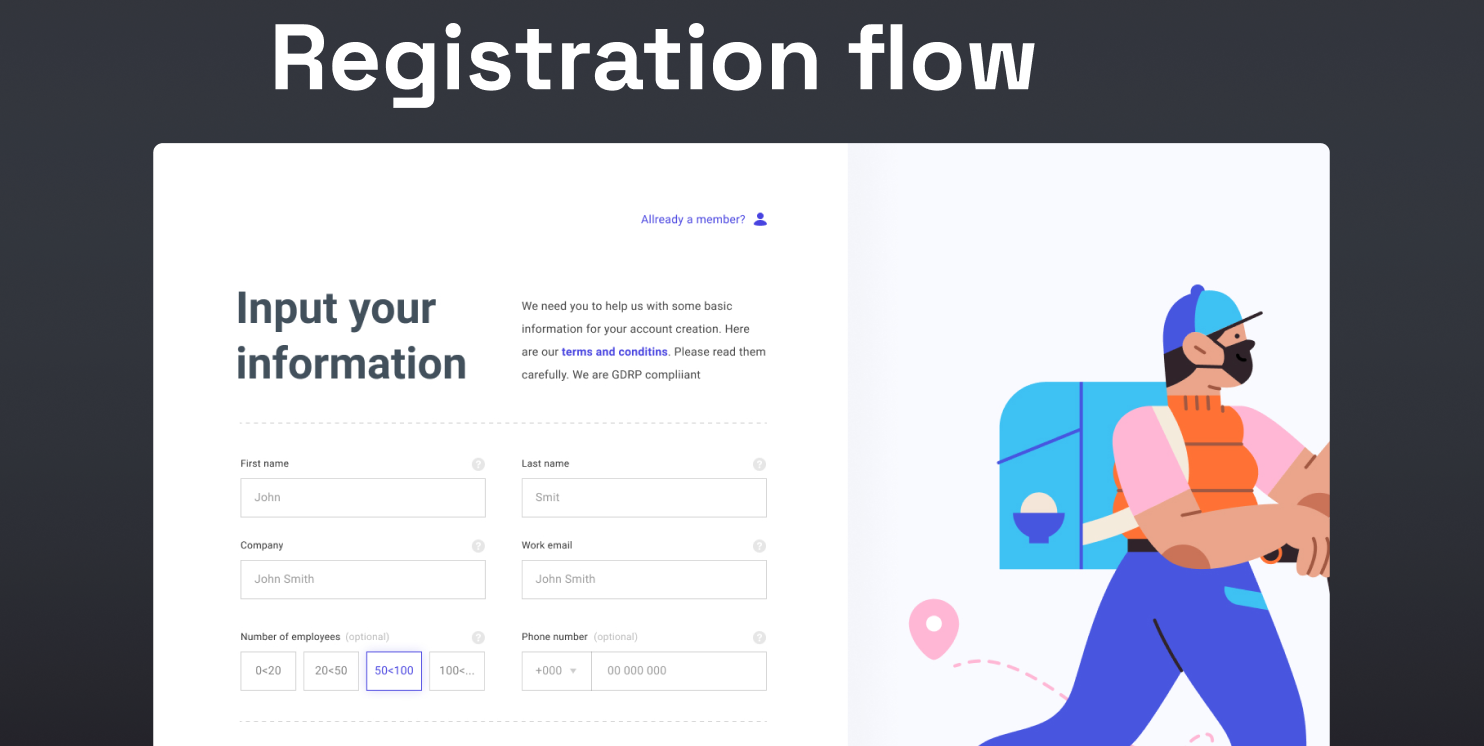 Registration flow
Allready a member?
Input your
information
We need you to help us with some basic
information for your account creation. Here
are our terms and conditins. Please read them
carefully. We are GDRP compliiant
First name ?
Last name ?
John
Smit
Company ?
Work email ?
John Smith
John Smith
Number of employees (optional) ?
Phone number (optional) ?
0<20 20<50 50<100 100<...
+000 00 000 000